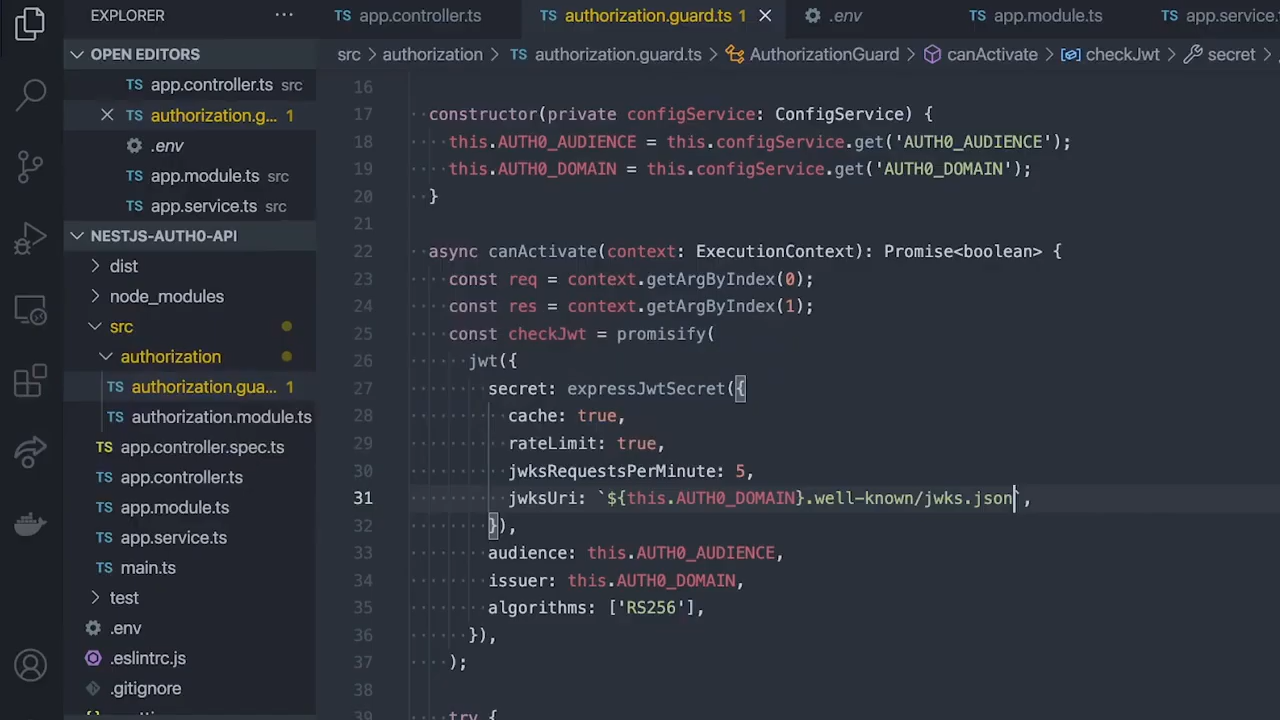 EXPLORER ···
TS app.controller.ts
TS authorization.guard.ts 1
.env
TS app.module.ts
TS app.service.
OPEN EDITORS
TS app.controller.ts src
TS authorization.g... 1
.env
TS app.module.ts src
TS app.service.ts src
NESTJS-AUTH0-API
dist
node_modules
src
authorization
TS authorization.gua... 1
TS authorization.module.ts
TS app.controller.spec.ts
TS app.controller.ts
TS app.module.ts
TS app.service.ts
TS main.ts
test
.env
.eslintrc.js
.gitignore
src > authorization > TS authorization.guard.ts > AuthorizationGuard > canActivate > checkJwt > secret >
16
17 constructor(private configService: ConfigService) {
18 this.AUTH0_AUDIENCE = this.configService.get('AUTH0_AUDIENCE');
19 this.AUTH0_DOMAIN = this.configService.get('AUTH0_DOMAIN');
20 }
21
22 async canActivate(context: ExecutionContext): Promise<boolean> {
23 const req = context.getArgByIndex(0);
24 const res = context.getArgByIndex(1);
25 const checkJwt = promisify(
26 jwt({
27 secret: expressJwtSecret({
28 cache: true,
29 rateLimit: true,
30 jwksRequestsPerMinute: 5,
31 jwksUri: `${this.AUTH0_DOMAIN}.well-known/jwks.json`,
32 }),
33 audience: this.AUTH0_AUDIENCE,
34 issuer: this.AUTH0_DOMAIN,
35 algorithms: ['RS256'],
36 }),
37 );
38
39 try {